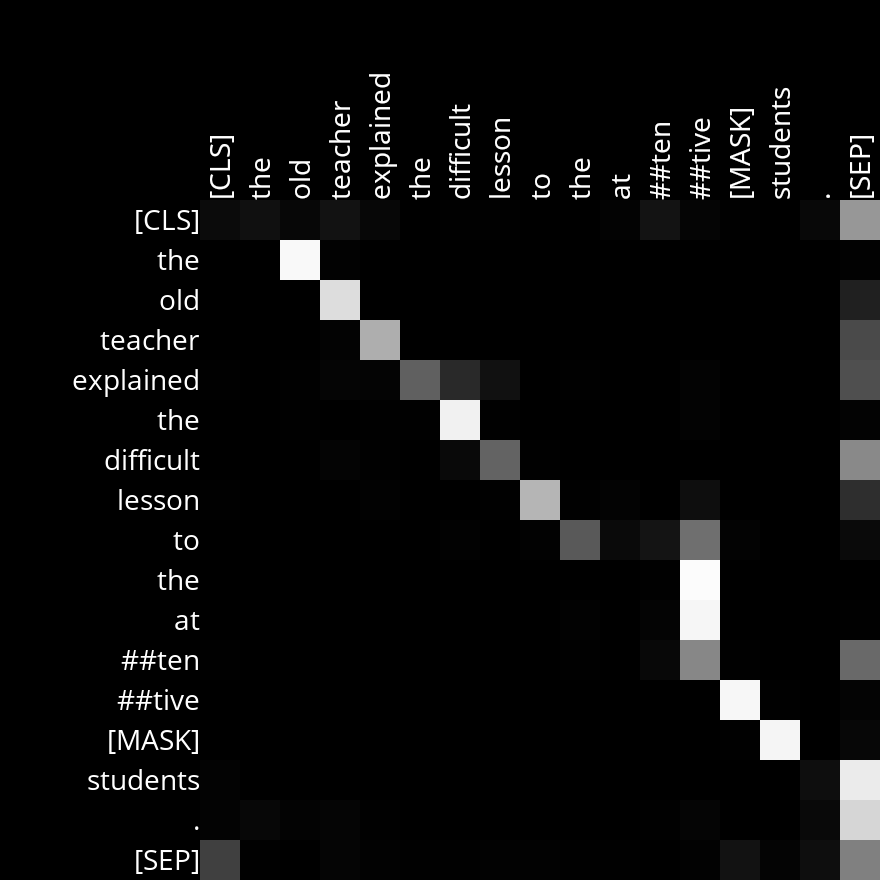 [CLS] the old teacher explained the difficult lesson to the at ##ten ##tive [MASK] students . [SEP]
[CLS]
the
old
teacher
explained
the
difficult
lesson
to
the
at
##ten
##tive
[MASK]
students
.
[SEP]